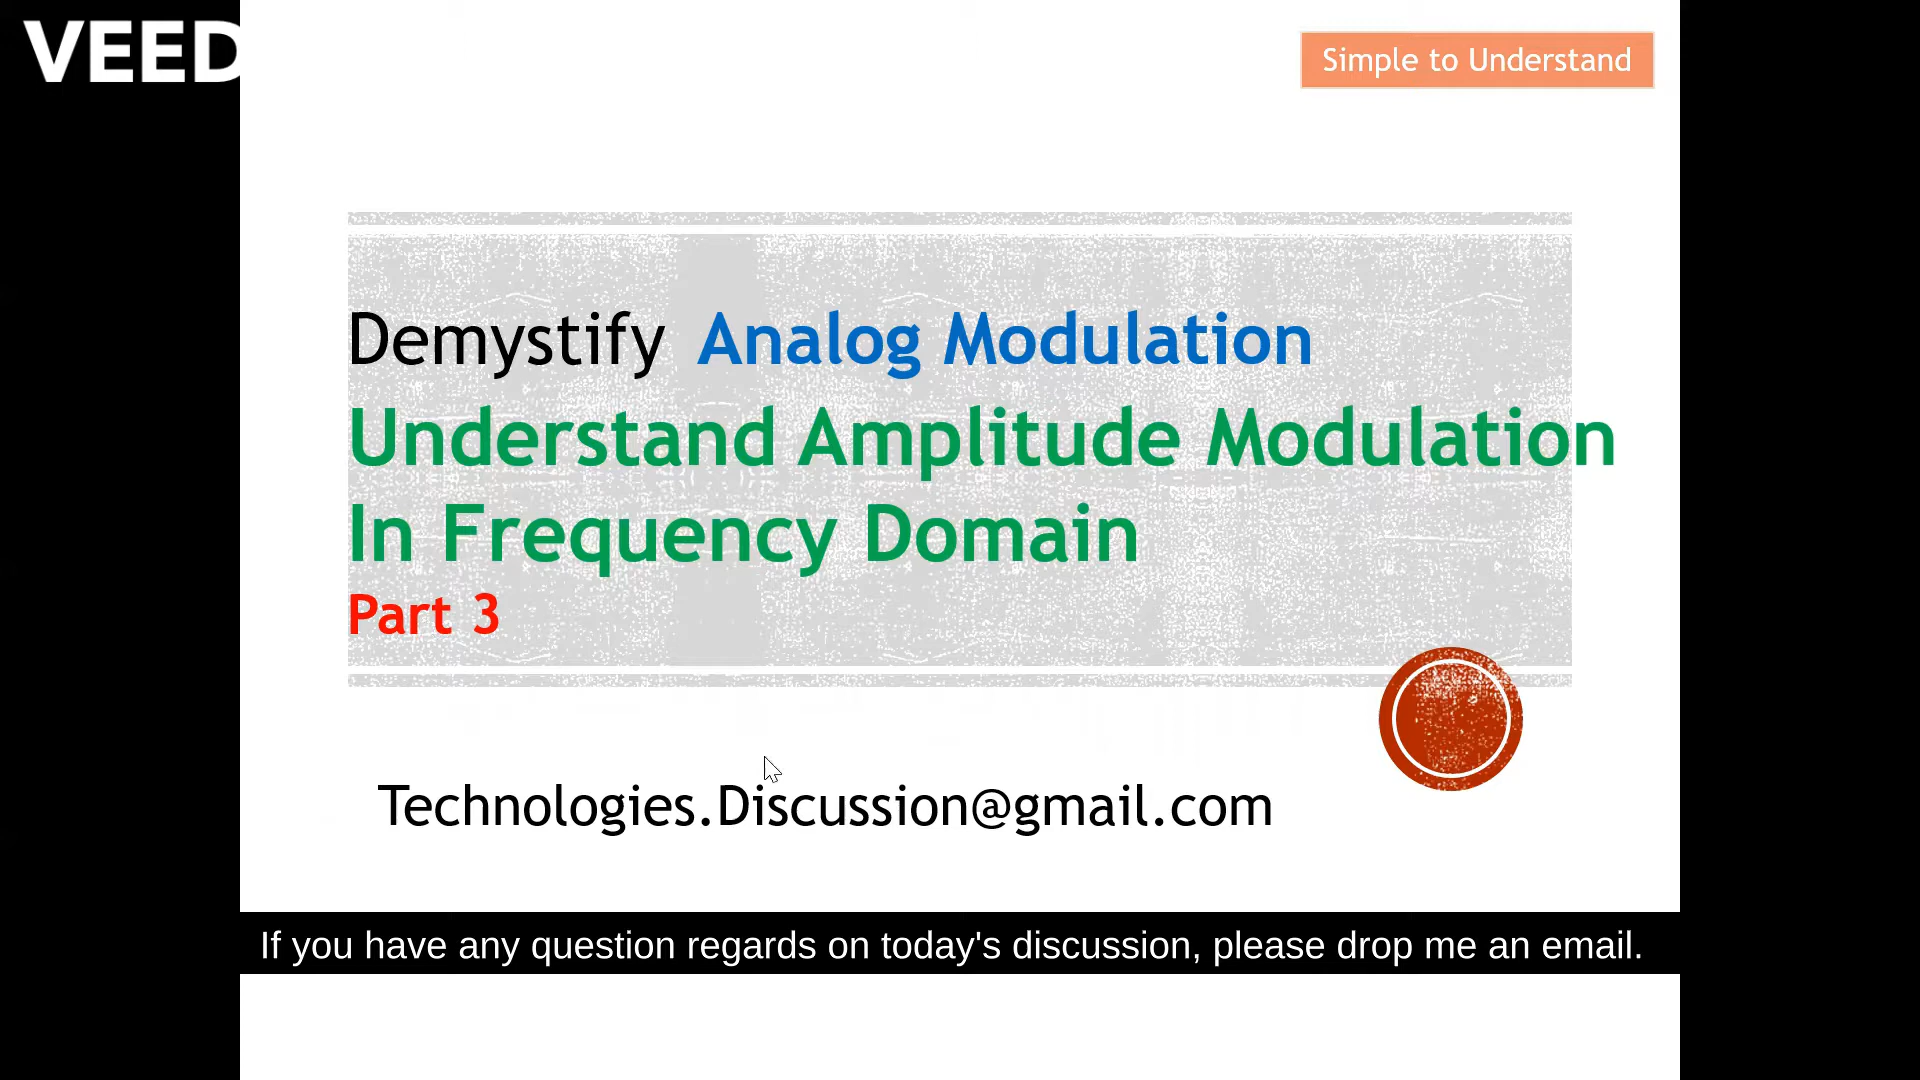 VEED
Simple to Understand
Demystify Analog Modulation
Understand Amplitude Modulation
In Frequency Domain
Part 3
Technologies.Discussion@gmail.com
If you have any question regards on today's discussion, please drop me an email.